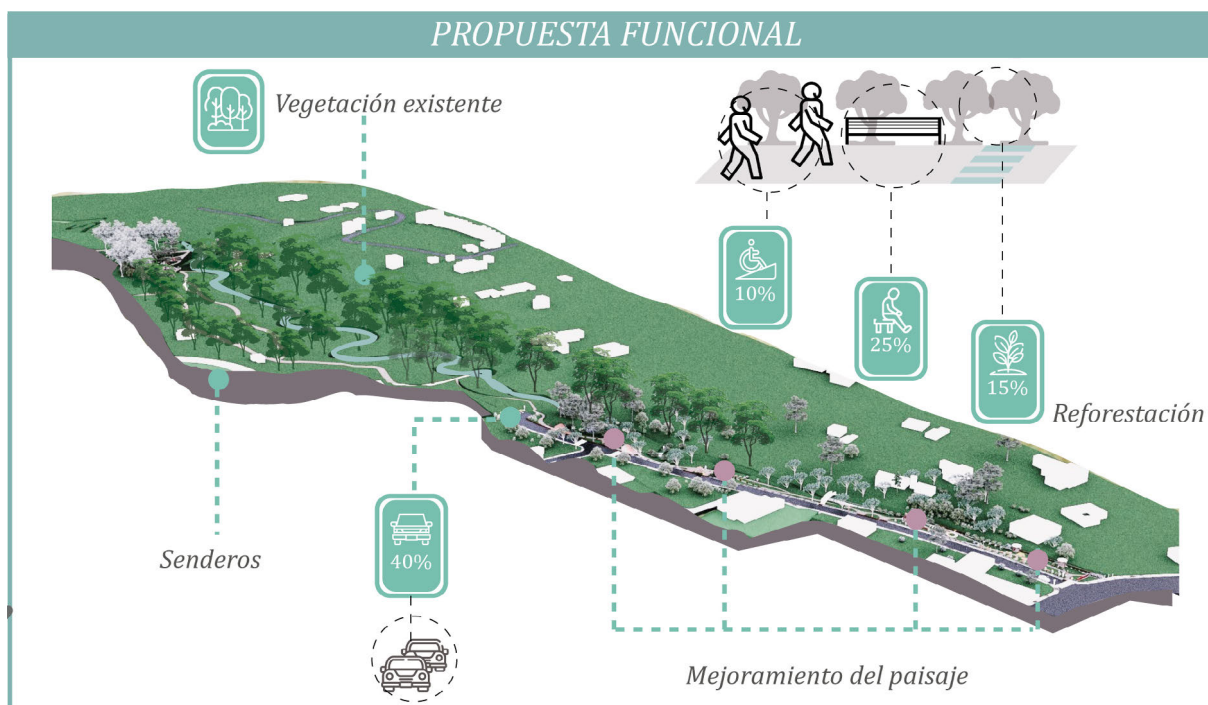 PROPUESTA FUNCIONAL
Vegetación existente
10%
25%
15%
Reforestación
40%
Senderos
Mejoramiento del paisaje